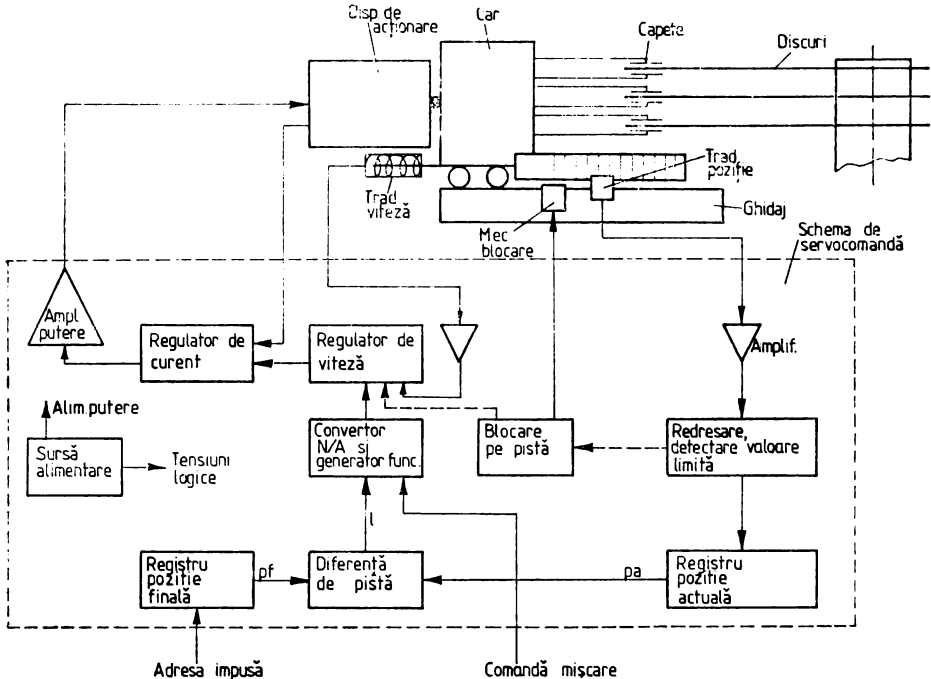 Disp. de
acționare
Car
Capete
Discuri
Trad.
viteză
Trad.
poziție
Mec
blocare
Ghidaj
Schema de
servocomandă
Ampl.
putere
Regulator de
curent
Regulator de
viteză
Amplif.
Alim.putere
Sursă
alimentare
Tensiuni
logice
Convertor
N/A și
generator func.
Blocare
pe pistă
Redresare,
detectare valoare
limită
l
Registru
poziție
finală
pf
Diferență
de pistă
pa
Registru
poziție
actuală
Adresa impusă
Comandă mișcare